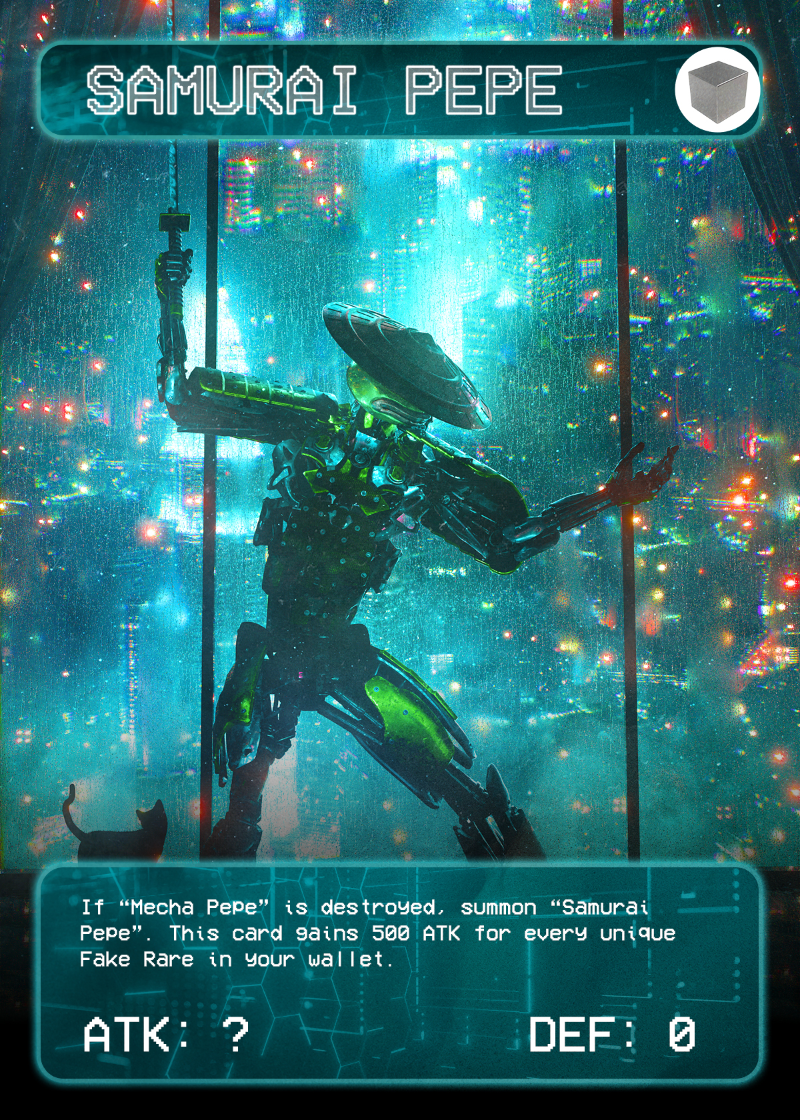 SAMURAI PEPE
If “Mecha Pepe” is destroyed, summon “Samurai
Pepe”. This card gains 500 ATK for every unique
Fake Rare in your wallet.
ATK: ? DEF: 0